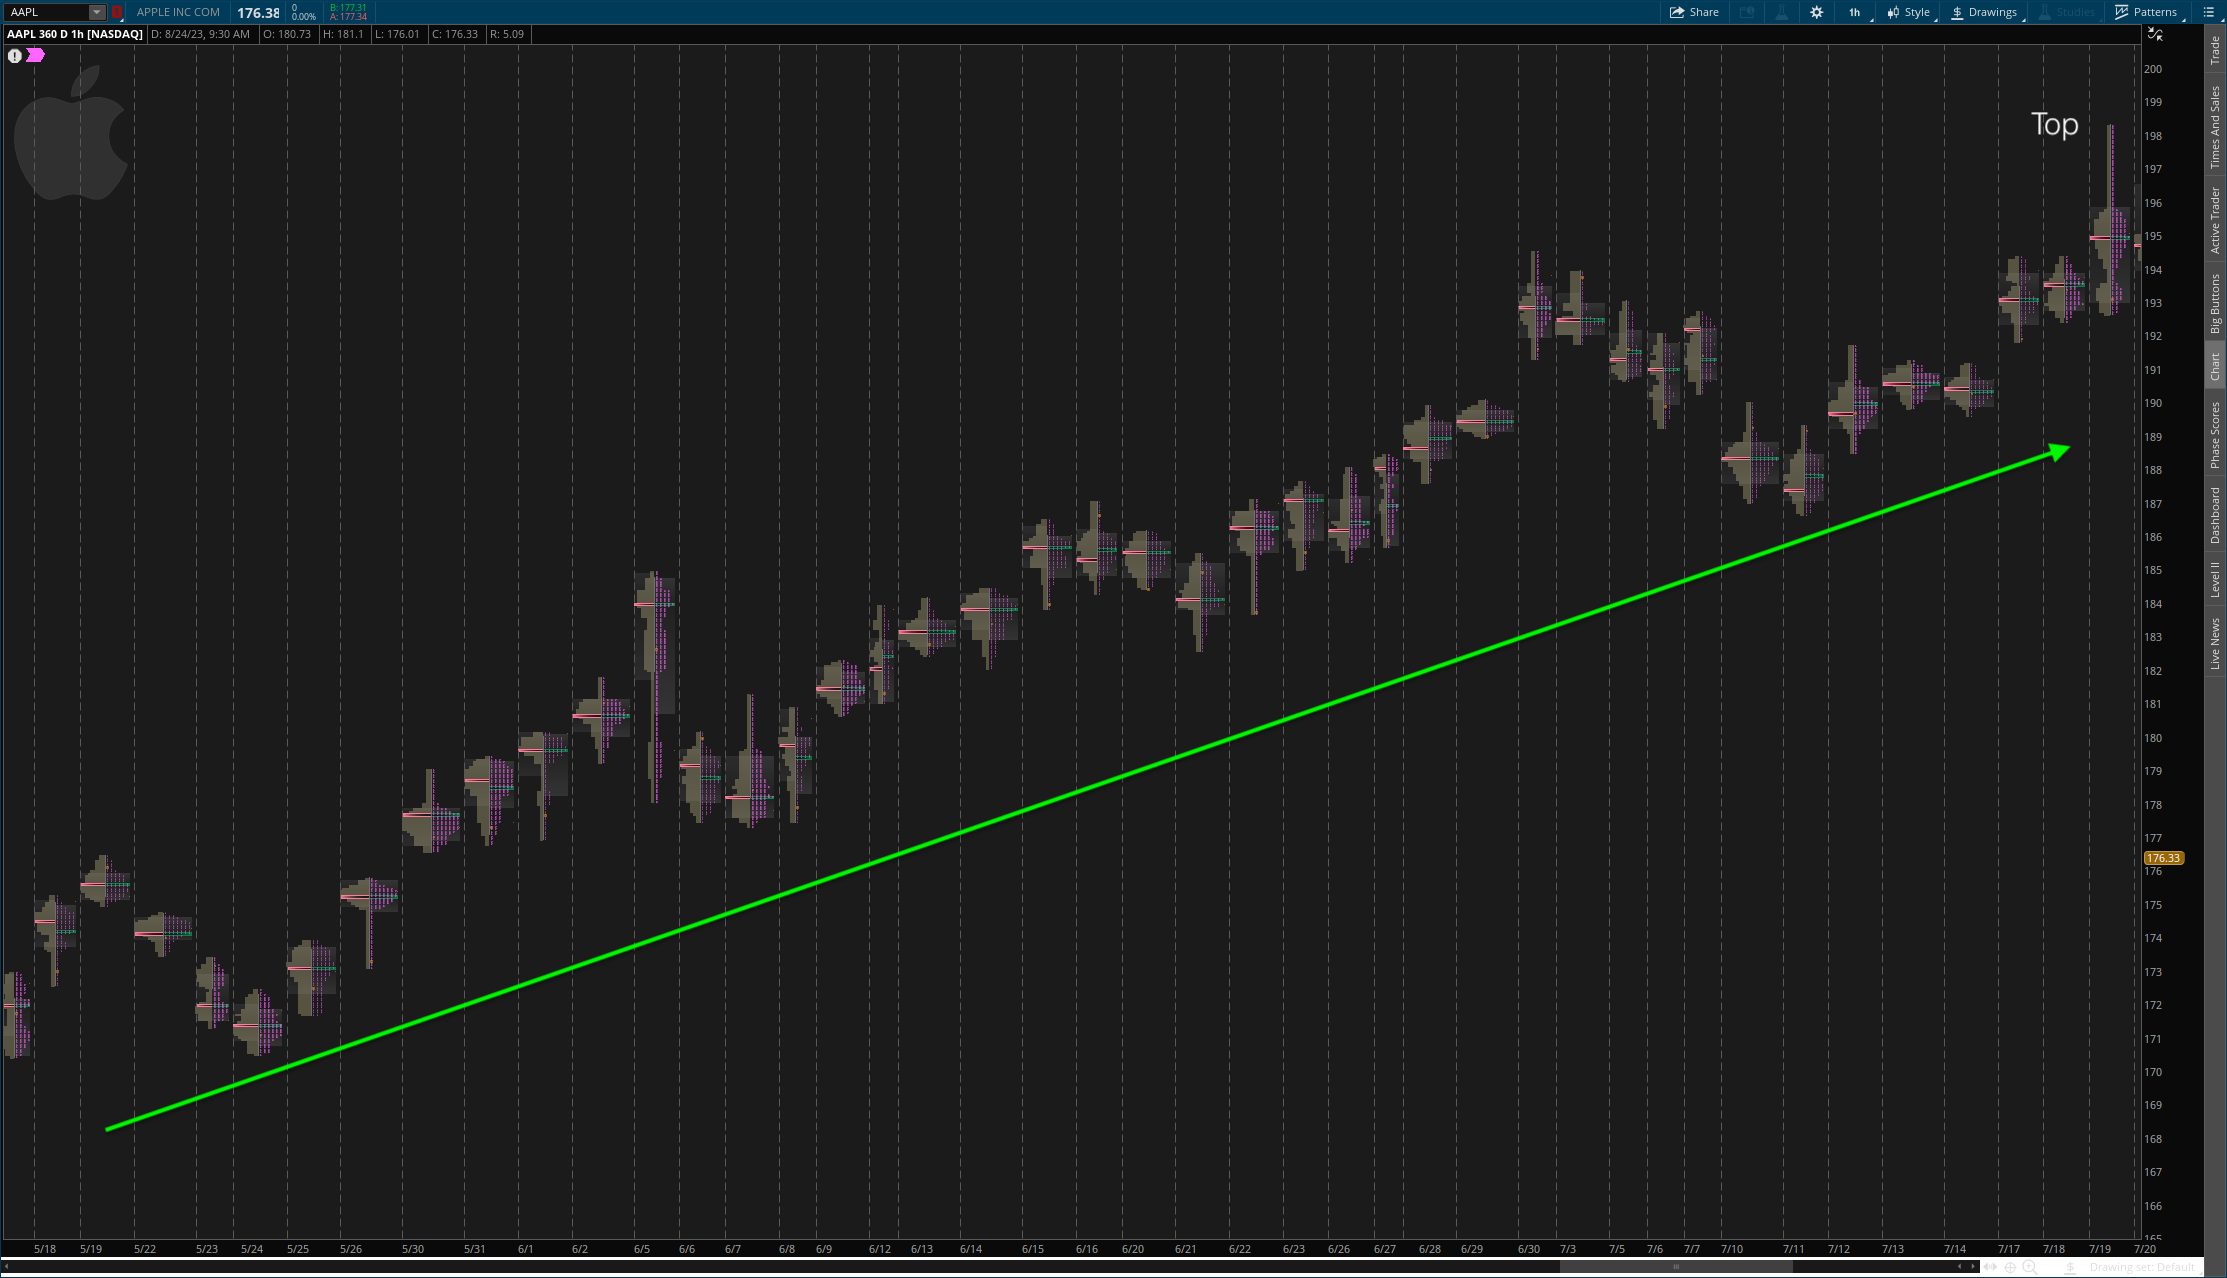 AAPL
APPLE INC COM
176.38
0
0.00%
B: 177.31
A: 177.34
Share
1h
Style
$ Drawings
Studies
Patterns
AAPL 360 D 1h [NASDAQ]
D: 8/24/23, 9:30 AM
O: 180.73
H: 181.1
L: 176.01
C: 176.33
R: 5.09
Top
200
199
198
197
196
195
194
193
192
191
190
189
188
187
186
185
184
183
182
181
180
179
178
177
176.33
176
175
174
173
172
171
170
169
168
167
166
165
5/18
5/19
5/22
5/23
5/24
5/25
5/26
5/30
5/31
6/1
6/2
6/5
6/6
6/7
6/8
6/9
6/12
6/13
6/14
6/15
6/16
6/20
6/21
6/22
6/23
6/26
6/27
6/28
6/29
6/30
7/3
7/5
7/6
7/7
7/10
7/11
7/12
7/13
7/14
7/17
7/18
7/19
7/20
Trade
Times And Sales
Active Trader
Big Buttons
Chart
Phase Scores
Dashboard
Level II
Live News
$ Drawing set: Default